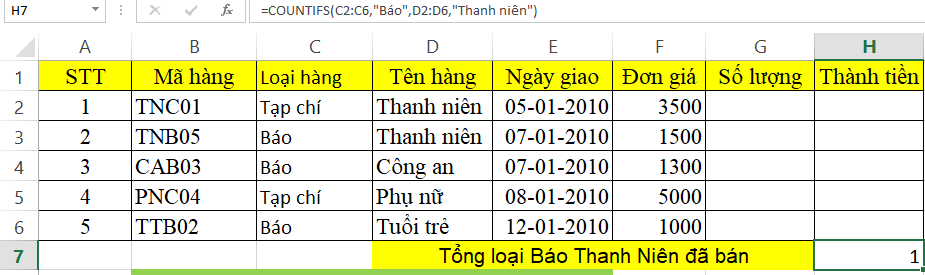 H7 =COUNTIFS(C2:C6,"Báo",D2:D6,"Thanh niên")
A B C D E F G H
1 STT Mã hàng Loại hàng Tên hàng Ngày giao Đơn giá Số lượng Thành tiền
2 1 TNC01 Tạp chí Thanh niên 05-01-2010 3500
3 2 TNB05 Báo Thanh niên 07-01-2010 1500
4 3 CAB03 Báo Công an 07-01-2010 1300
5 4 PNC04 Tạp chí Phụ nữ 08-01-2010 5000
6 5 TTB02 Báo Tuổi trẻ 12-01-2010 1000
7 Tổng loại Báo Thanh Niên đã bán 1